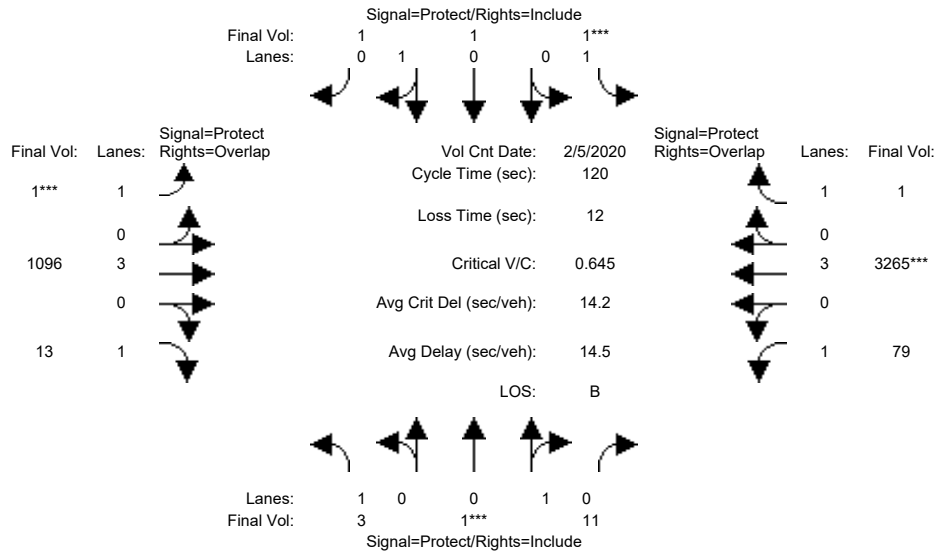 Signal=Protect/Rights=Include
Final Vol: 1 1 1***
Lanes: 0 1 0 0 1
Signal=Protect Signal=Protect
Final Vol: Lanes: Rights=Overlap Vol Cnt Date: 2/5/2020 Rights=Overlap Lanes: Final Vol:
Cycle Time (sec): 120
1*** 1 1 1
Loss Time (sec): 12
0 0
1096 3 Critical V/C: 0.645 3 3265***
0 Avg Crit Del (sec/veh): 14.2 0
13 1 Avg Delay (sec/veh): 14.5 1 79
LOS: B
Lanes: 1 0 0 1 0
Final Vol: 3 1*** 11
Signal=Protect/Rights=Include